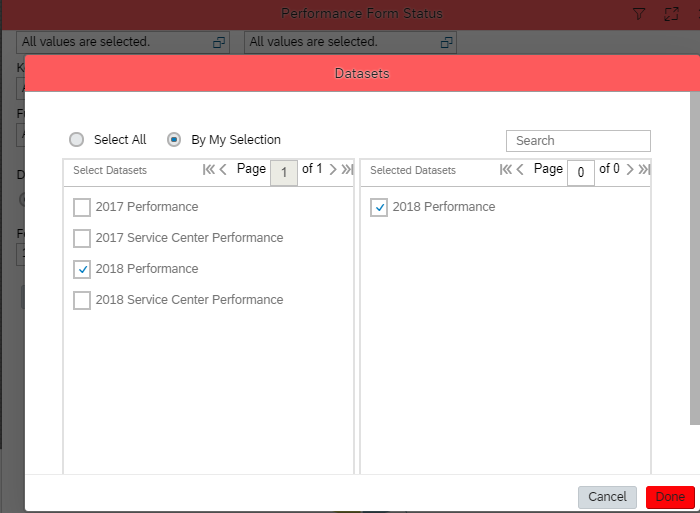 Performance Form Status
All values are selected.
All values are selected.
Datasets
Select All
By My Selection
Search
Select Datasets
Page 1 of 1
Selected Datasets
Page 0 of 0
2017 Performance
2017 Service Center Performance
2018 Performance
2018 Service Center Performance
2018 Performance
Cancel
Done